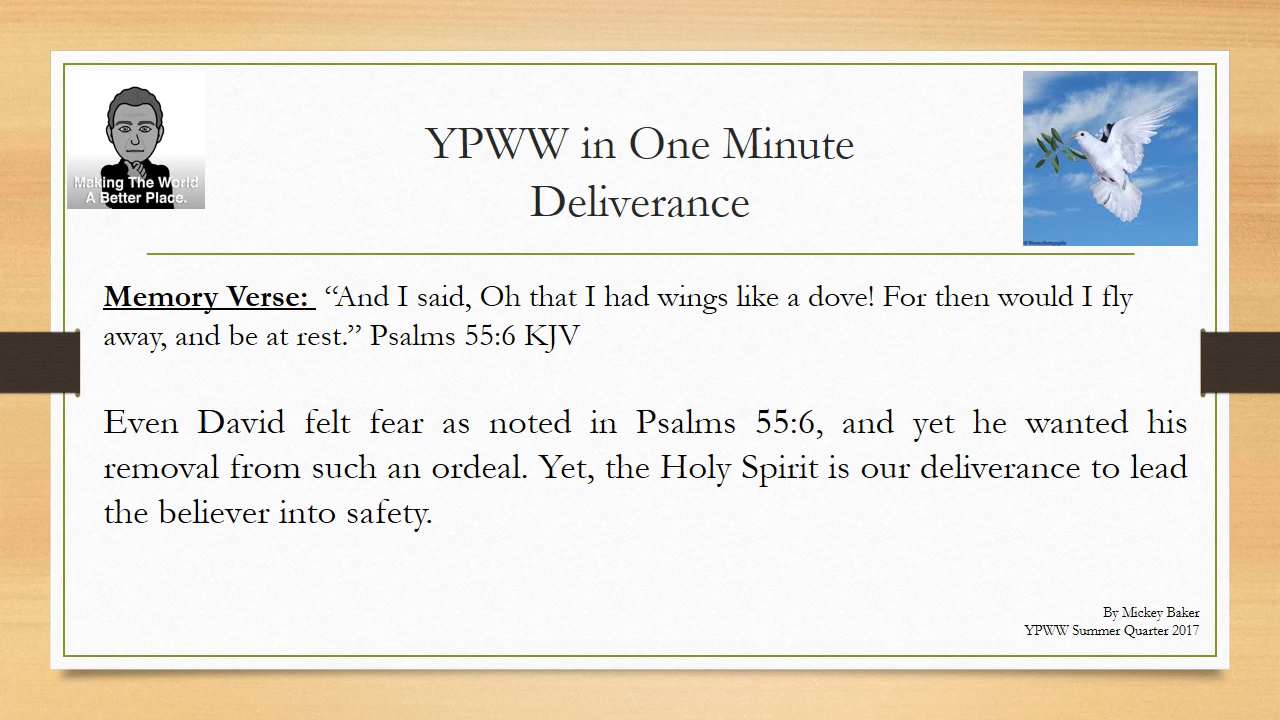 Making The World
A Better Place.
YPWW in One Minute
Deliverance
Memory Verse: “And I said, Oh that I had wings like a dove! For then would I fly
away, and be at rest.” Psalms 55:6 KJV
Even David felt fear as noted in Psalms 55:6, and yet he wanted his
removal from such an ordeal. Yet, the Holy Spirit is our deliverance to lead
the believer into safety.
By Mickey Baker
YPWW Summer Quarter 2017